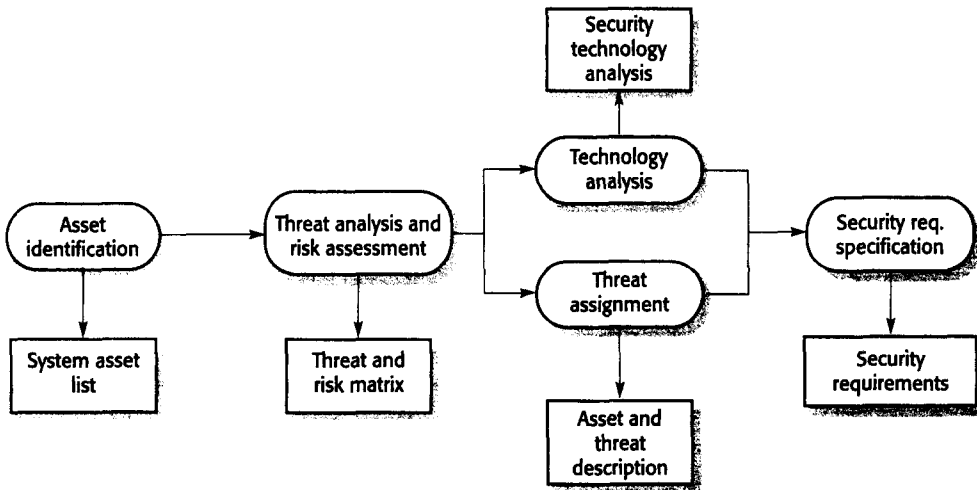 Security
technology
analysis
Technology
analysis
Asset
identification
Threat analysis and
risk assessment
Security req.
specification
Threat
assignment
System asset
list
Threat and
risk matrix
Security
requirements
Asset and
threat
description